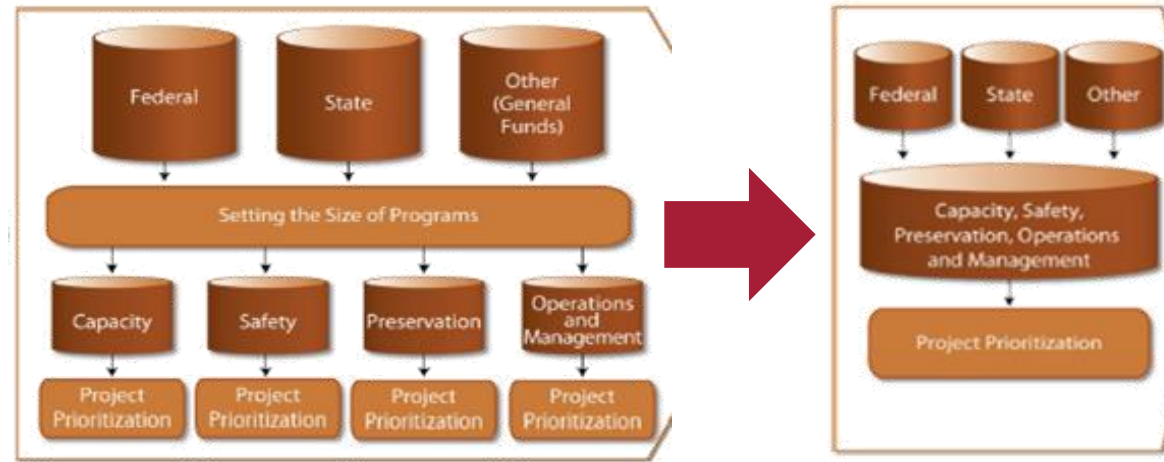 Federal
State
Other
(General
Funds)
Setting the Size of Programs
Capacity
Safety
Preservation
Operations
and
Management
Project
Prioritization
Project
Prioritization
Project
Prioritization
Project
Prioritization
Federal
State
Other
Capacity, Safety,
Preservation, Operations
and Management
Project Prioritization